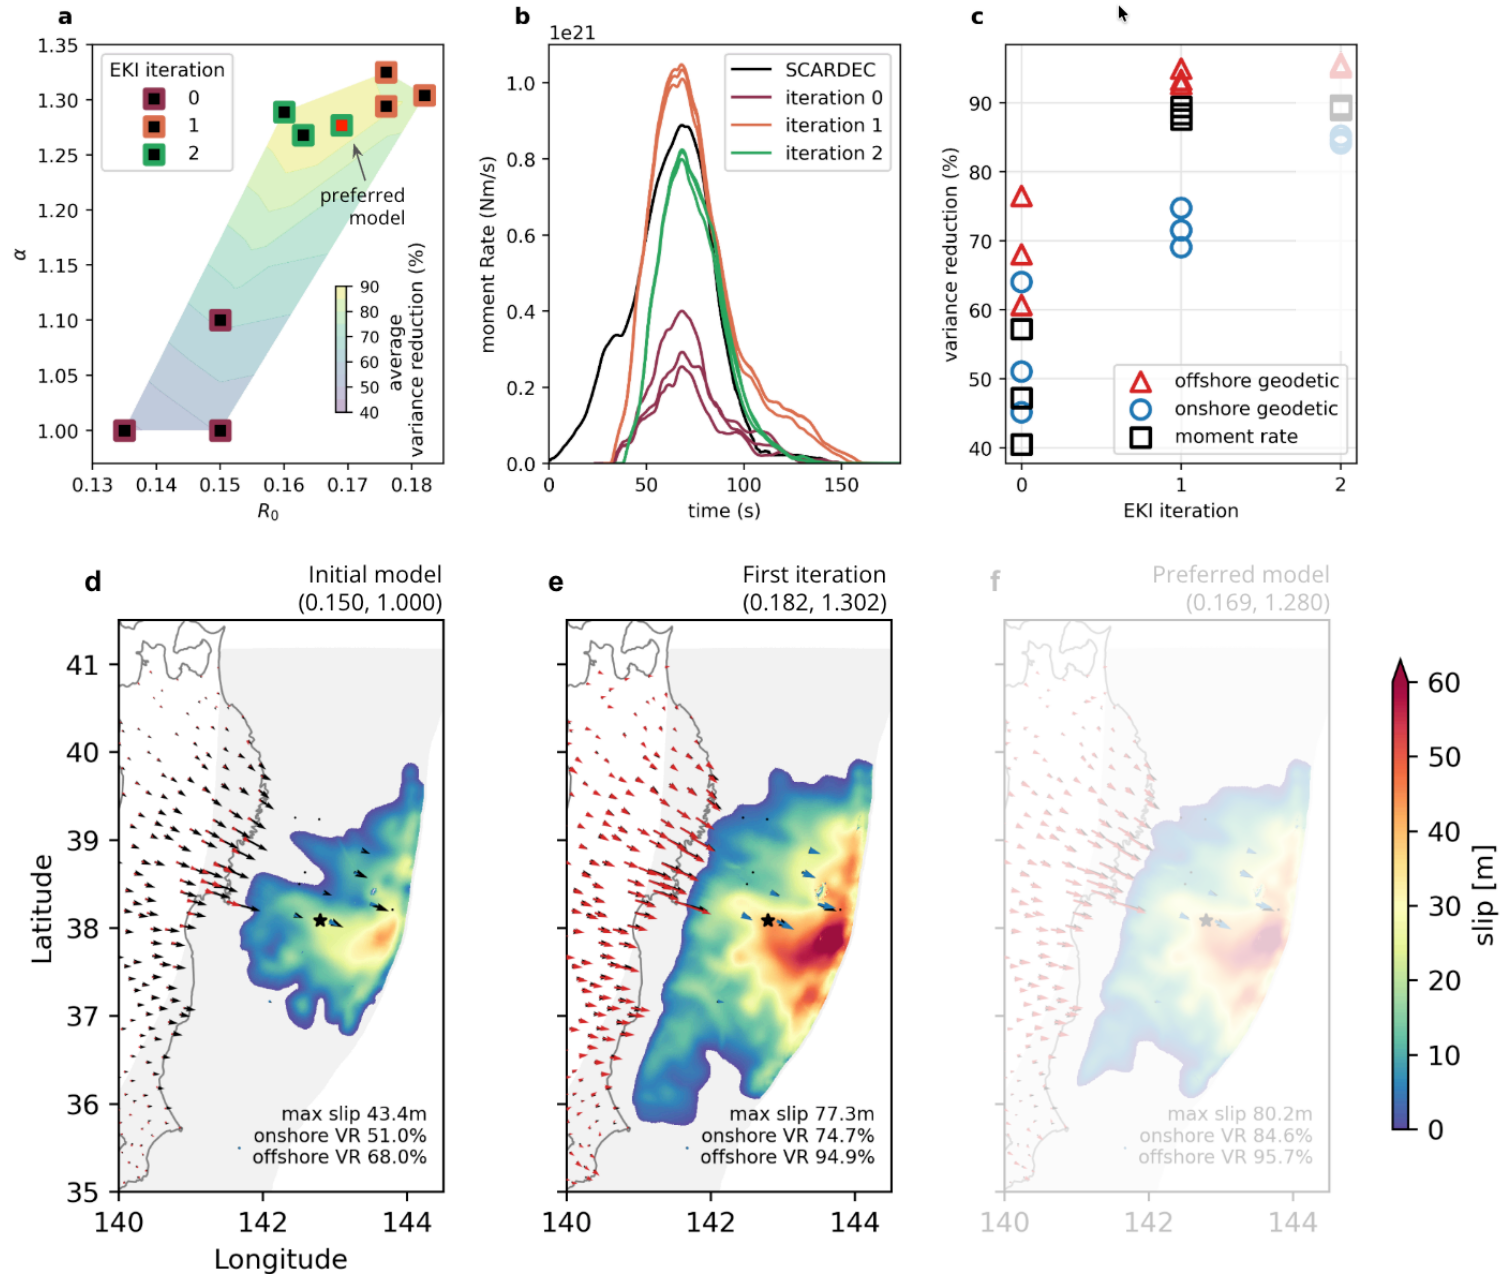 a
1.35
1.30
1.25
1.20
1.15
1.10
1.05
1.00
α
0.13 0.14 0.15 0.16 0.17 0.18
R0
EKI iteration
0
1
2
preferred
model
average
variance reduction (%)
90
80
70
60
50
40
b
1e21
1.0
0.8
0.6
0.4
0.2
0.0
moment Rate (Nm/s)
0 50 100 150
time (s)
SCARDEC
iteration 0
iteration 1
iteration 2
c
90
80
70
60
50
40
variance reduction (%)
0 1 2
EKI iteration
offshore geodetic
onshore geodetic
moment rate
d
Initial model
(0.150, 1.000)
41
40
39
38
37
36
35
Latitude
max slip 43.4m
onshore VR 51.0%
offshore VR 68.0%
140 142 144
Longitude
e
First iteration
(0.182, 1.302)
max slip 77.3m
onshore VR 74.7%
offshore VR 94.9%
140 142 144
f
Preferred model
(0.169, 1.280)
max slip 80.2m
onshore VR 84.6%
offshore VR 95.7%
140 142 144
60
50
40
30
20
10
0
slip [m]